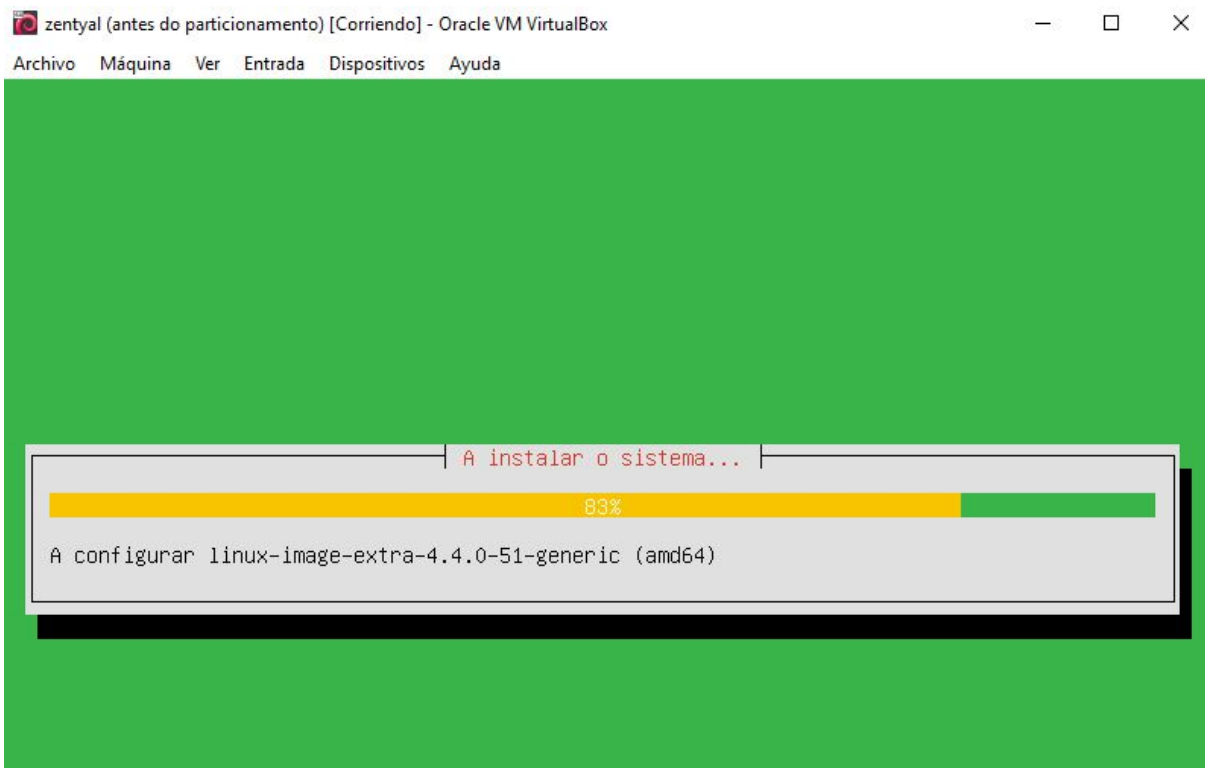 zentyal (antes do particionamento) [Corriendo] - Oracle VM VirtualBox
Archivo Máquina Ver Entrada Dispositivos Ayuda
A instalar o sistema...
83%
A configurar linux-image-extra-4.4.0-51-generic (amd64)